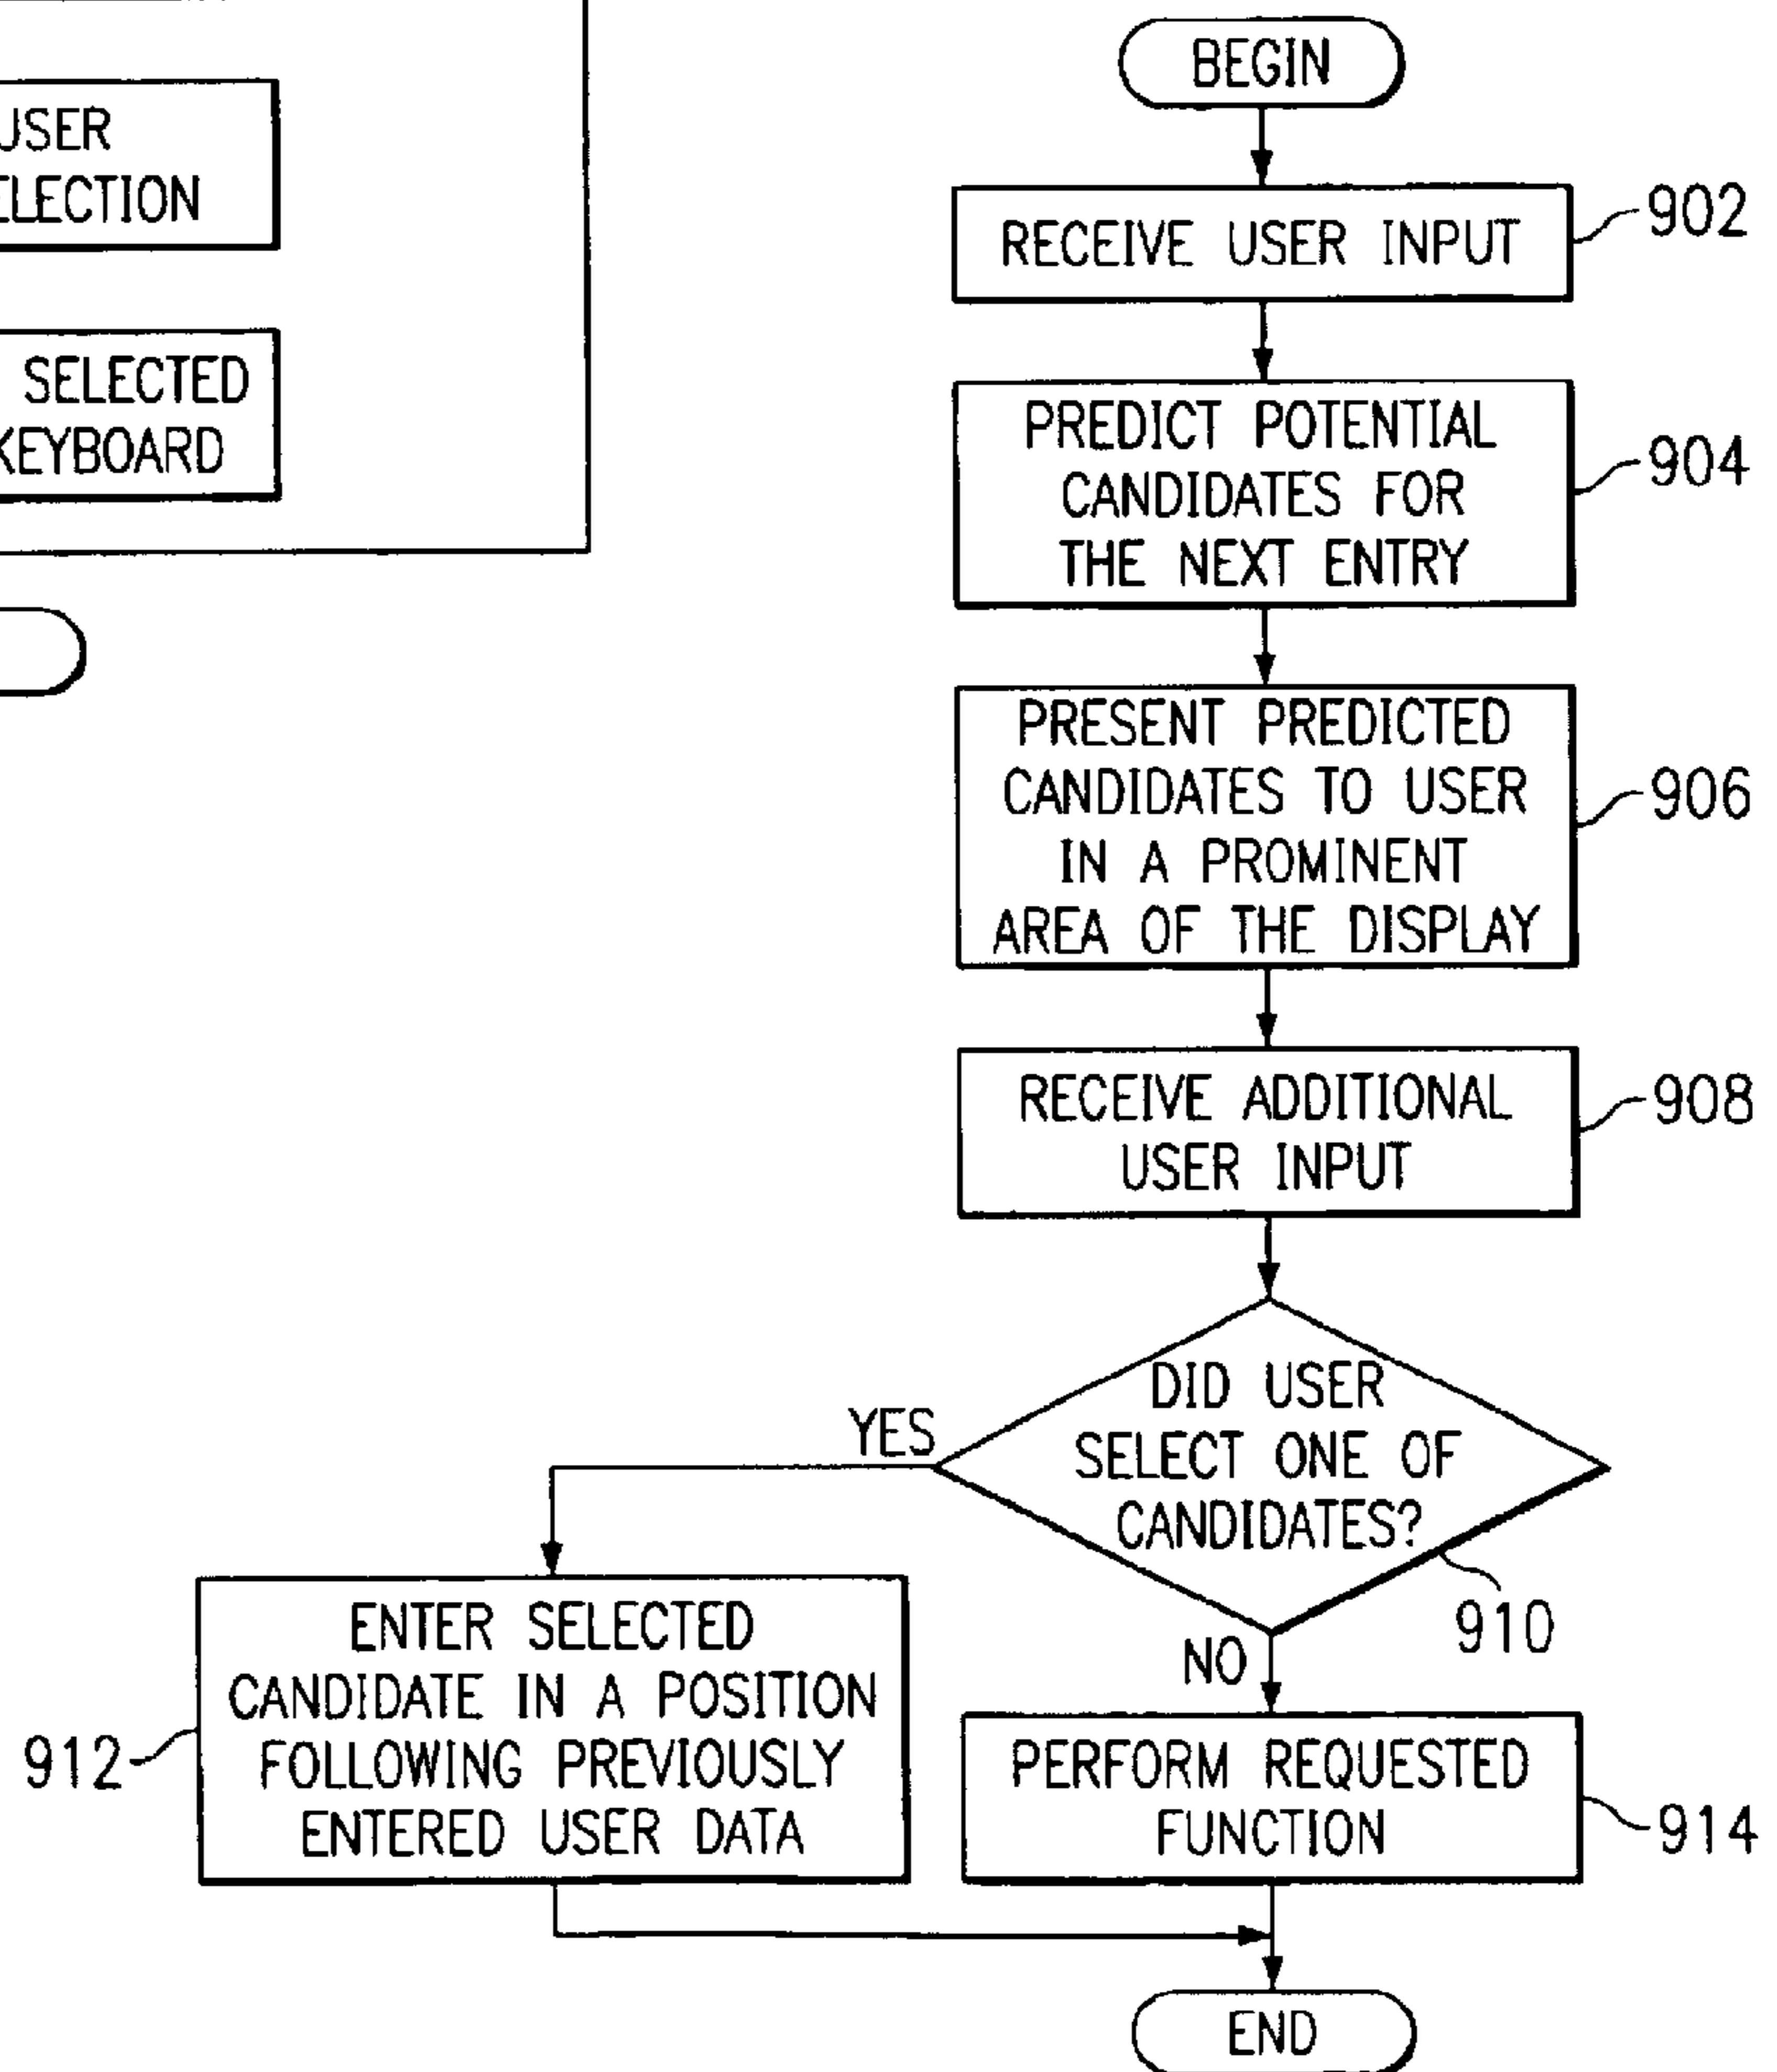 USER
SELECTED
KEYBOARD
BEGIN
RECEIVE USER INPUT
902
PREDICT POTENTIAL
CANDIDATES FOR
THE NEXT ENTRY
904
PRESENT PREDICTED
CANDIDATES TO USER
IN A PROMINENT
AREA OF THE DISPLAY
906
RECEIVE ADDITIONAL
USER INPUT
908
DID USER
SELECT ONE OF
CANDIDATES?
910
YES
NO
ENTER SELECTED
CANDIDATE IN A POSITION
FOLLOWING PREVIOUSLY
ENTERED USER DATA
912
PERFORM REQUESTED
FUNCTION
914
END